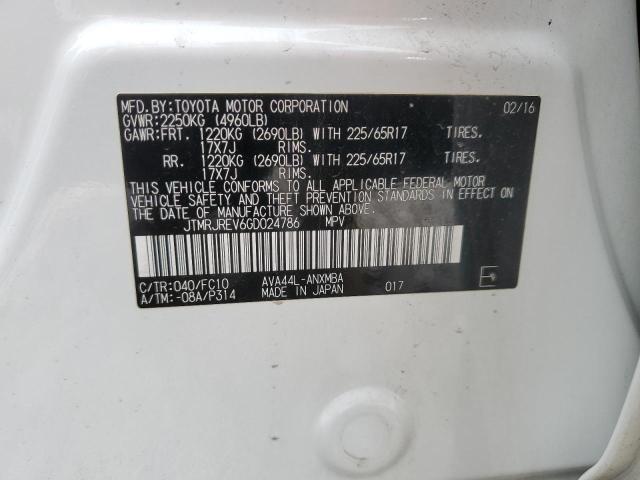 MFD.BY:TOYOTA MOTOR CORPORATION 02/16
GVWR:2250KG (4960LB)
GAWR:FRT. 1220KG (2690LB) WITH 225/65R17 TIRES.
17X7J RIMS.
RR. 1220KG (2690LB) WITH 225/65R17 TIRES.
17X7J RIMS.
THIS VEHICLE CONFORMS TO ALL APPLICABLE FEDERAL MOTOR
VEHICLE SAFETY AND THEFT PREVENTION STANDARDS IN EFFECT ON
THE DATE OF MANUFACTURE SHOWN ABOVE.
JTMRJREV6GD024786 MPV
C/TR:040/FC10 AVA44L-ANXMBA
A/TM:-08A/P314 MADE IN JAPAN 017